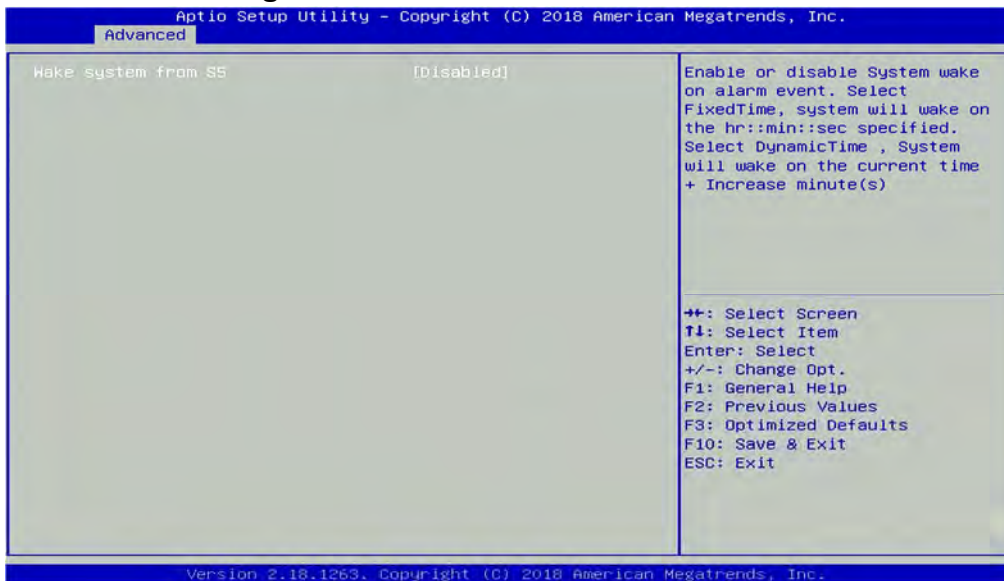 Aptio Setup Utility - Copyright (C) 2018 American Megatrends, Inc.
Advanced
Wake system from S5 [Disabled]
Enable or disable System wake
on alarm event. Select
FixedTime, system will wake on
the hr::min::sec specified.
Select DynamicTime , System
will wake on the current time
+ Increase minute(s)
→←: Select Screen
↑↓: Select Item
Enter: Select
+/-: Change Opt.
F1: General Help
F2: Previous Values
F3: Optimized Defaults
F10: Save & Exit
ESC: Exit
Version 2.18.1263. Copyright (C) 2018 American Megatrends, Inc.